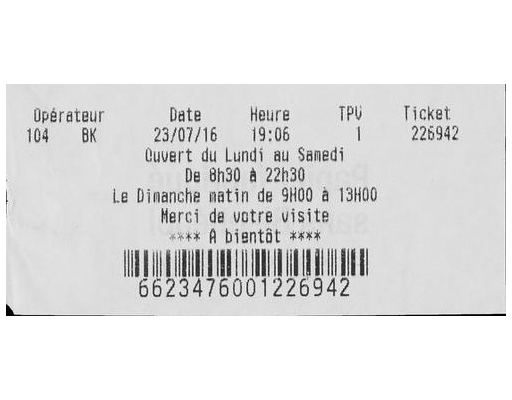 Opérateur Date Heure TPV Ticket
104 BK 23/07/16 19:06 1 226942
Ouvert du Lundi au Samedi
De 8h30 à 22h30
Le Dimanche matin de 9H00 à 13H00
Merci de votre visite
**** A bientôt ****
6623476001226942